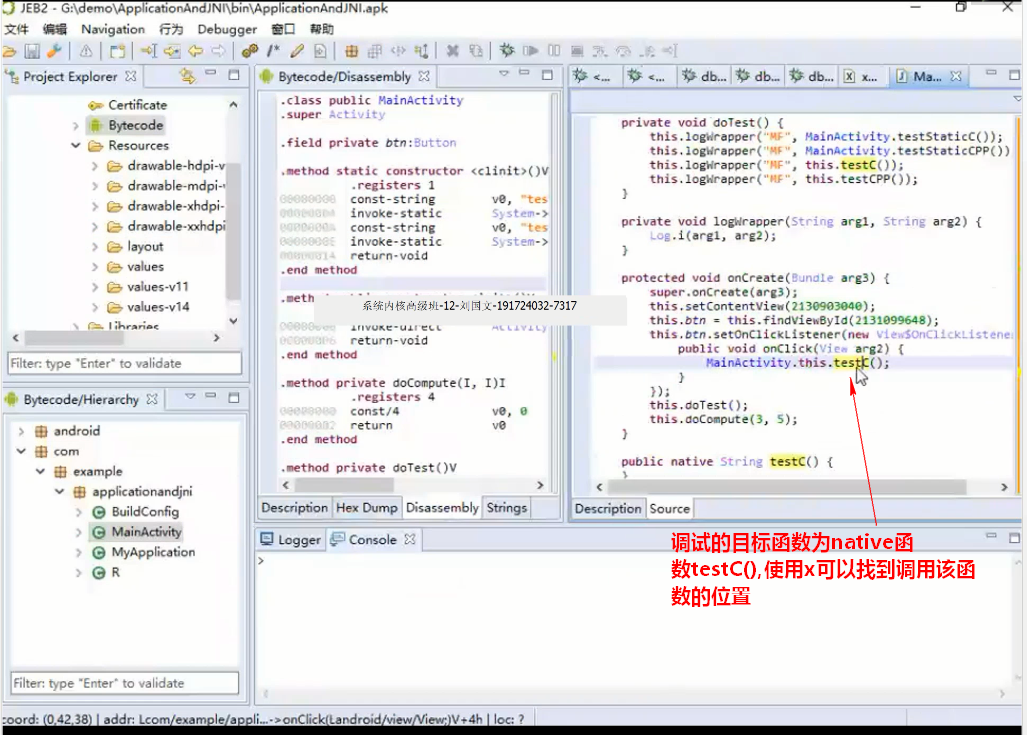 JEB2 - G:\demo\ApplicationAndJNI\bin\ApplicationAndJNI.apk
文件 编辑 Navigation 行为 Debugger 窗口 帮助
Project Explorer
Certificate
Bytecode
Resources
drawable-hdpi-v
drawable-mdpi-v
drawable-xhdpi-
drawable-xxhdpi
layout
values
values-v11
values-v14
Libraries
Filter: type "Enter" to validate
Bytecode/Hierarchy
android
com
example
applicationandjni
BuildConfig
MainActivity
MyApplication
R
Filter: type "Enter" to validate
Bytecode/Disassembly
.class public MainActivity
.super Activity
.field private btn:Button
.method static constructor <clinit>()V
.registers 1
00000000 const-string v0, "tes
00000004 invoke-static System->
0000000A const-string v0, "tes
0000000E invoke-static System->
00000014 return-void
.end method
系统内核高级班-12-刘国文-191724032-7317
invoke-direct Activity
00000006 return-void
.end method
.method private doCompute(I, I)I
.registers 4
00000000 const/4 v0, 0
00000002 return v0
.end method
.method private doTest()V
Description Hex Dump Disassembly Strings
<... <... db... db... db... x... Ma...
private void doTest() {
this.logWrapper("MF", MainActivity.testStaticC());
this.logWrapper("MF", MainActivity.testStaticCPP())
this.logWrapper("MF", this.testC());
this.logWrapper("MF", this.testCPP());
}
private void logWrapper(String arg1, String arg2) {
Log.i(arg1, arg2);
}
protected void onCreate(Bundle arg3) {
super.onCreate(arg3);
this.setContentView(2130903040);
this.btn = this.findViewById(2131099648);
this.btn.setOnClickListener(new View$OnClickListene
public void onClick(View arg2) {
MainActivity.this.testC();
}
});
this.doTest();
this.doCompute(3, 5);
}
public native String testC() {
}
Description Source
Logger Console
>
调试的目标函数为native函
数testC(),使用x可以找到调用该函
数的位置
coord: (0,42,38) | addr: Lcom/example/appli...->onClick(Landroid/view/View;)V+4h | loc: ?